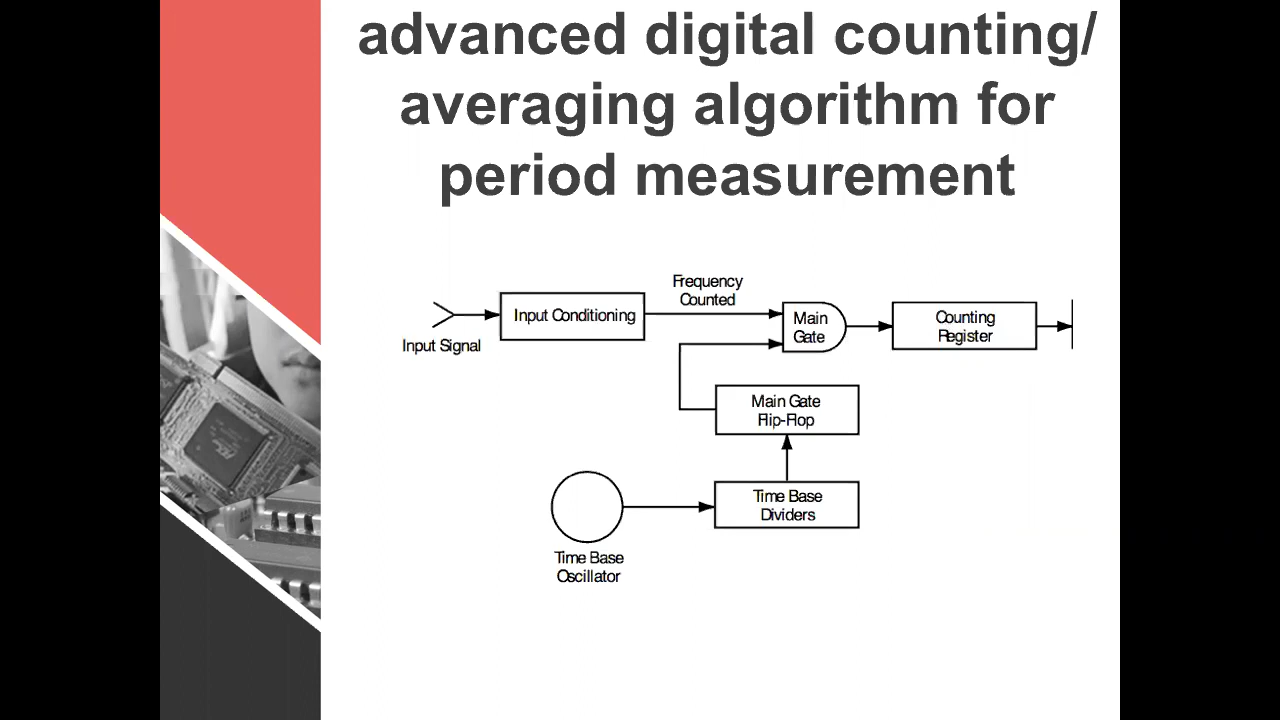 advanced digital counting/
averaging algorithm for
period measurement
Frequency
Counted
Input Conditioning
Main
Gate
Counting
Register
Input Signal
Main Gate
Flip-Flop
Time Base
Dividers
Time Base
Oscillator